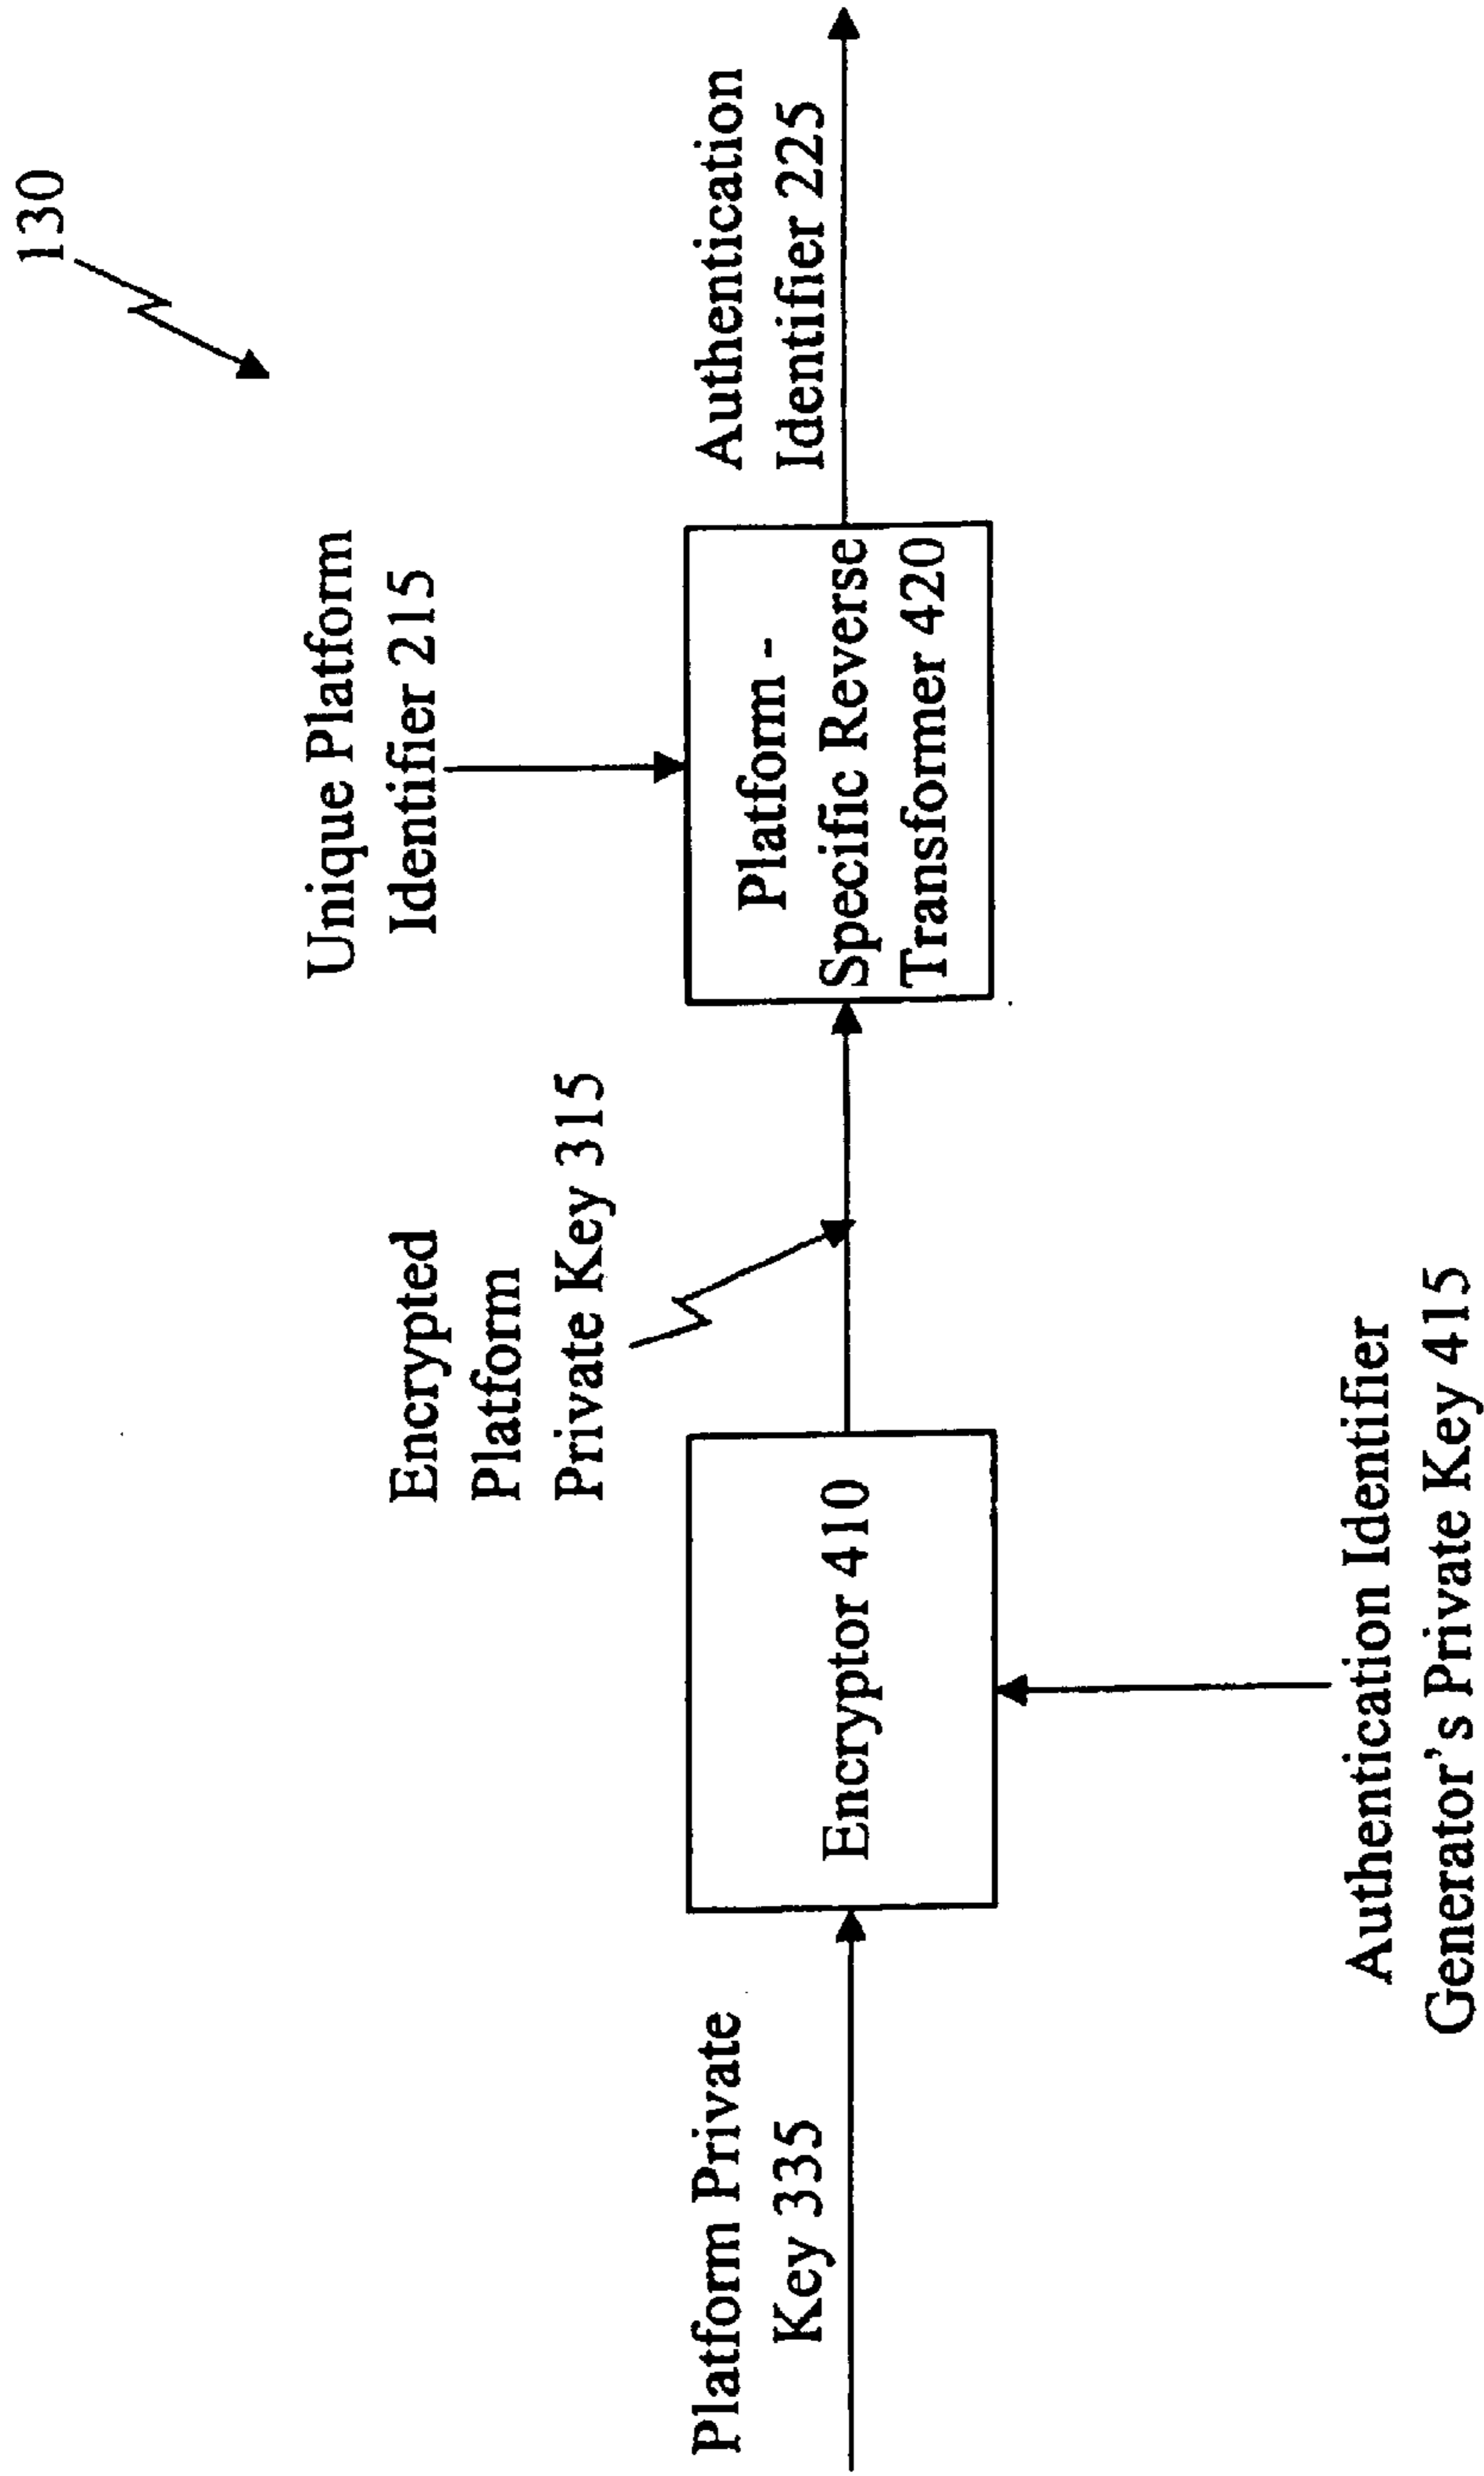 130
Unique Platform
Identifier 215
Encrypted
Platform
Private Key 315
Platform Private
Key 335
Encryptor 410
Platform -
Specific Reverse
Transformer 420
Authentication
Identifier 225
Authentication Identifier
Generator's Private Key 415